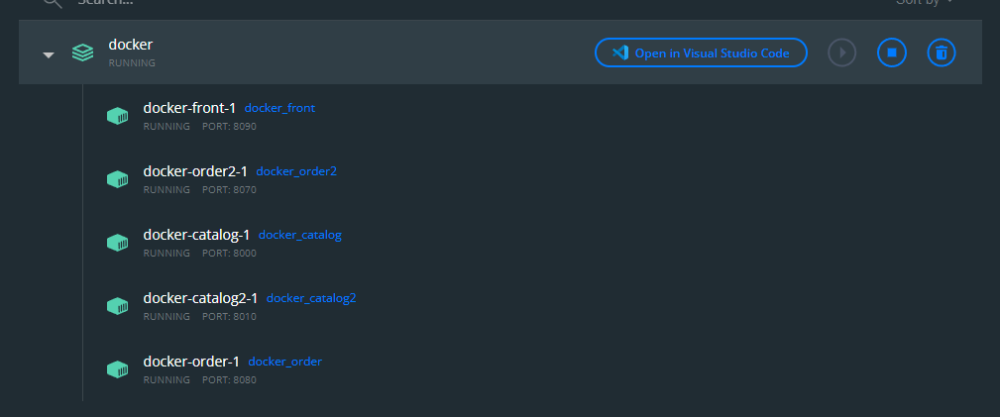 Search... Sort by
docker
RUNNING
Open in Visual Studio Code
docker-front-1 docker_front
RUNNING PORT: 8090
docker-order2-1 docker_order2
RUNNING PORT: 8070
docker-catalog-1 docker_catalog
RUNNING PORT: 8000
docker-catalog2-1 docker_catalog2
RUNNING PORT: 8010
docker-order-1 docker_order
RUNNING PORT: 8080